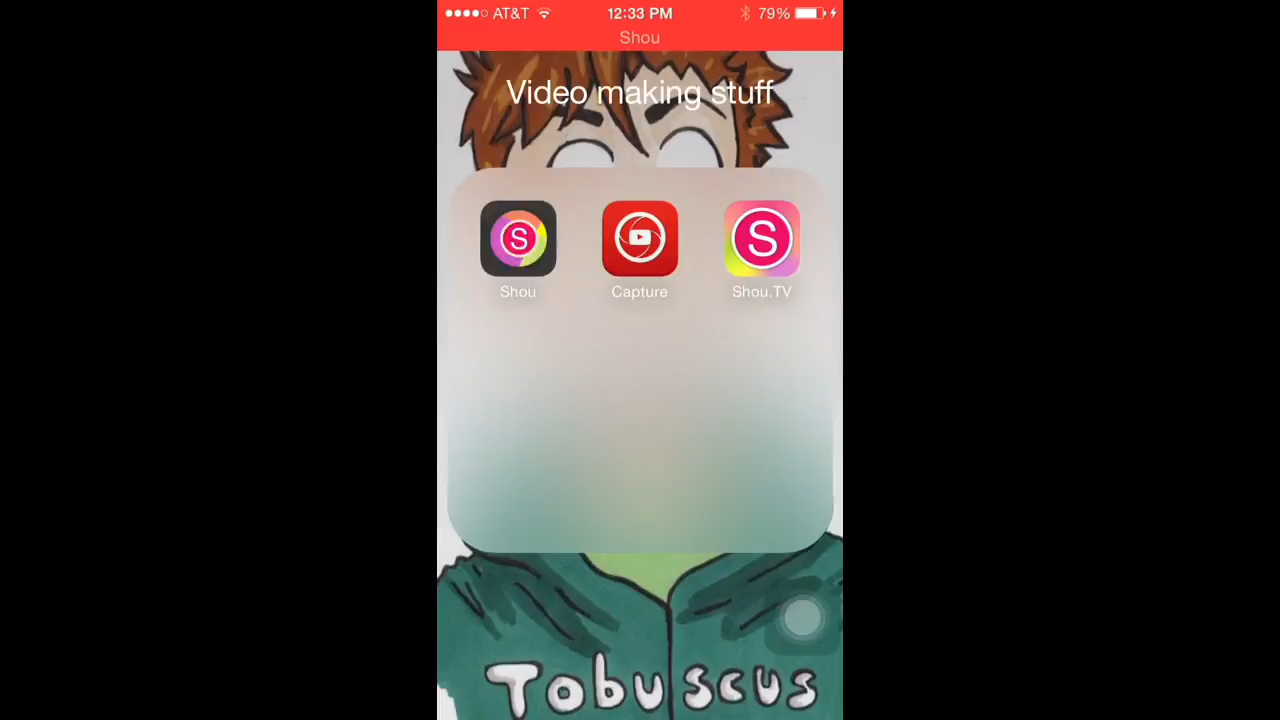 AT&T 12:33 PM 79%
Shou
Video making stuff
S S
Shou Capture Shou.TV
Tobuscus